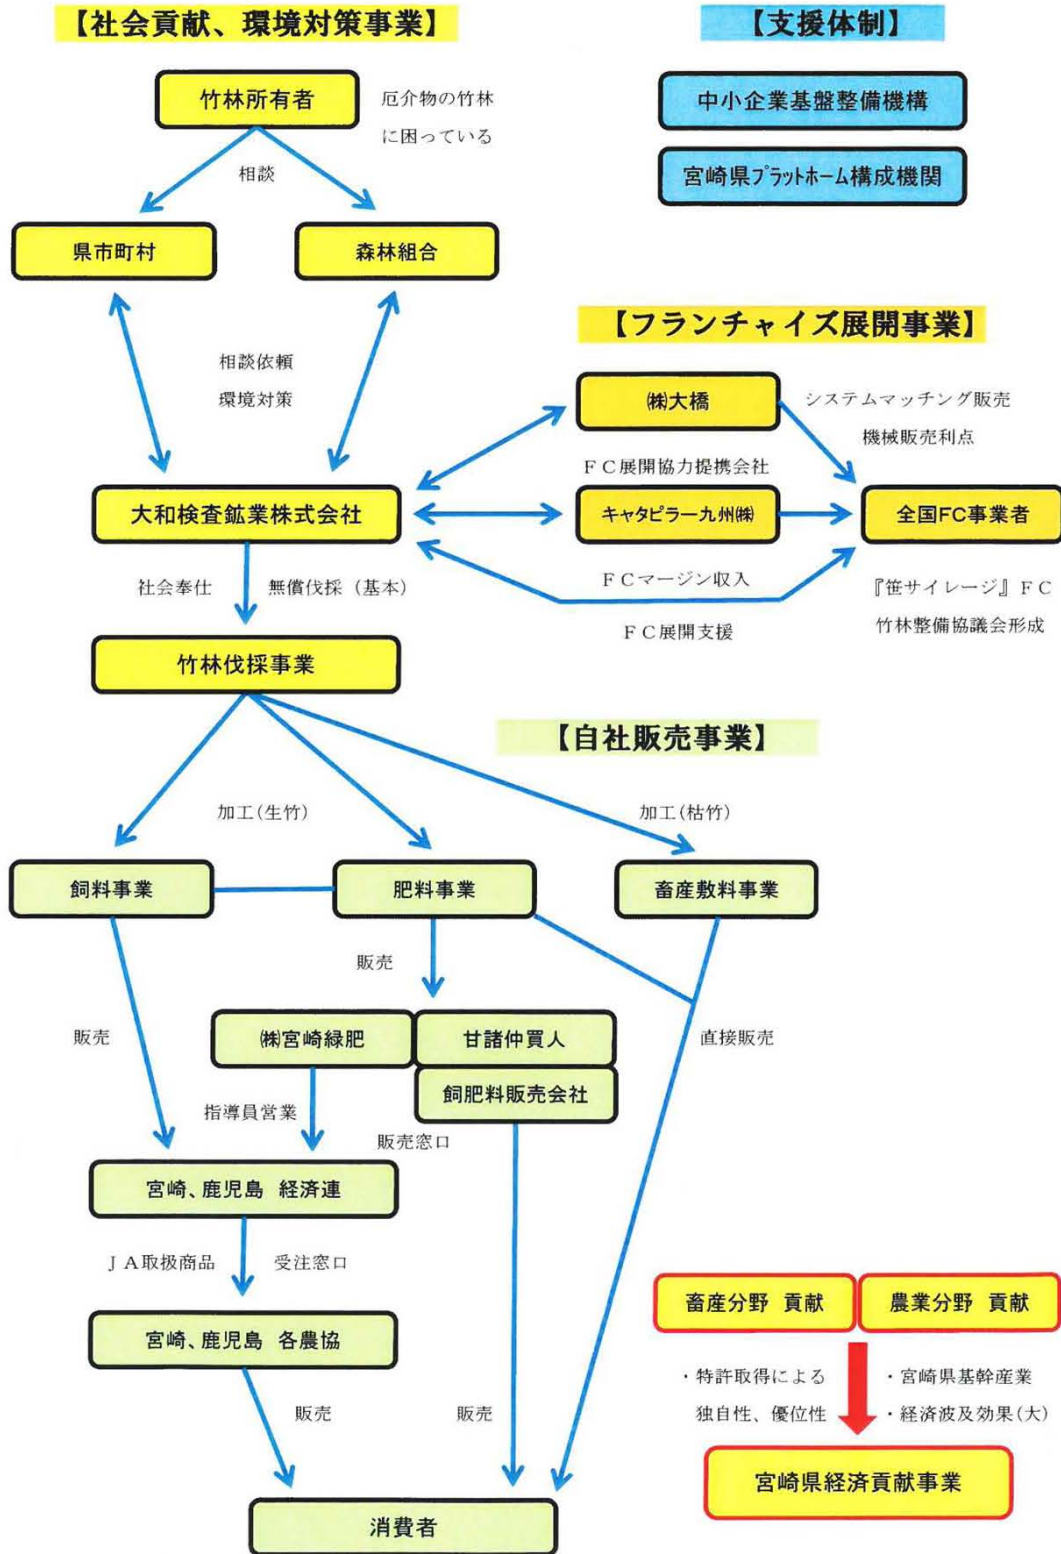 【社会貢献、環境対策事業】
【支援体制】
竹林所有者
厄介物の竹林
に困っている
中小企業基盤整備機構
宮崎県プラットホーム構成機関
相談
県市町村
森林組合
【フランチャイズ展開事業】
相談依頼
環境対策
㈱大橋
システムマッチング販売
機械販売利点
FC展開協力提携会社
大和検査鉱業株式会社
キャタピラー九州㈱
全国FC事業者
社会奉仕
無償伐採（基本）
FCマージン収入
FC展開支援
『笹サイレージ』FC
竹林整備協議会形成
竹林伐採事業
【自社販売事業】
加工(生竹)
加工(枯竹)
飼料事業
肥料事業
畜産敷料事業
販売
販売
㈱宮崎緑肥
甘諸仲買人
直接販売
飼肥料販売会社
指導員営業
販売窓口
宮崎、鹿児島 経済連
JA取扱商品
受注窓口
宮崎、鹿児島 各農協
販売
販売
消費者
畜産分野 貢献
農業分野 貢献
・特許取得による
独自性、優位性
・宮崎県基幹産業
・経済波及効果(大)
宮崎県経済貢献事業